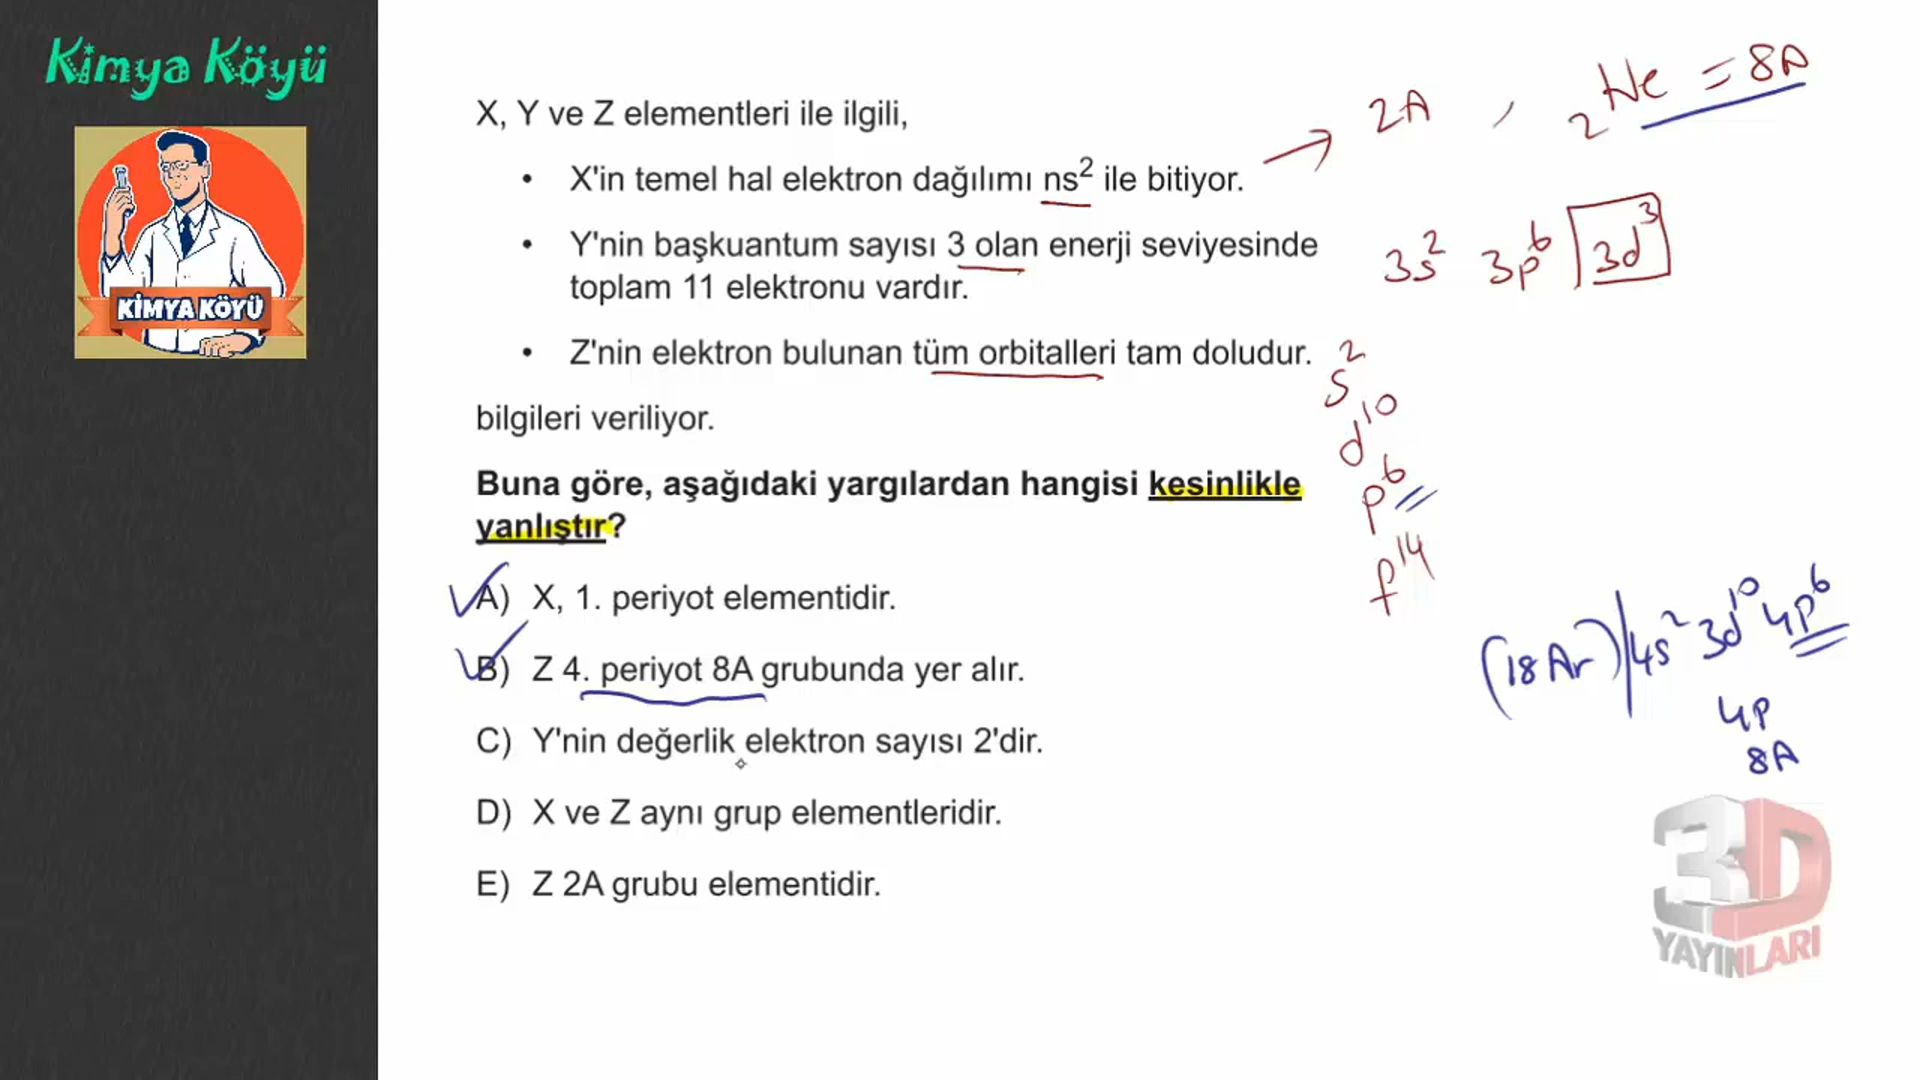 Kimya Köyü
KİMYA KÖYÜ
X, Y ve Z elementleri ile ilgili,
• X'in temel hal elektron dağılımı ns² ile bitiyor.
• Y'nin başkuantum sayısı 3 olan enerji seviyesinde
toplam 11 elektronu vardır.
• Z'nin elektron bulunan tüm orbitalleri tam doludur.
bilgileri veriliyor.
Buna göre, aşağıdaki yargılardan hangisi kesinlikle
yanlıştır?
A) X, 1. periyot elementidir.
B) Z 4. periyot 8A grubunda yer alır.
C) Y'nin değerlik elektron sayısı 2'dir.
D) X ve Z aynı grup elementleridir.
E) Z 2A grubu elementidir.
2A , ₂He = 8A
3s² 3p⁶ 3d³
s²
d¹⁰
p⁶
f¹⁴
(18Ar) 4s² 3d¹⁰ 4p⁶
4P
8A
3D
YAYINLARI